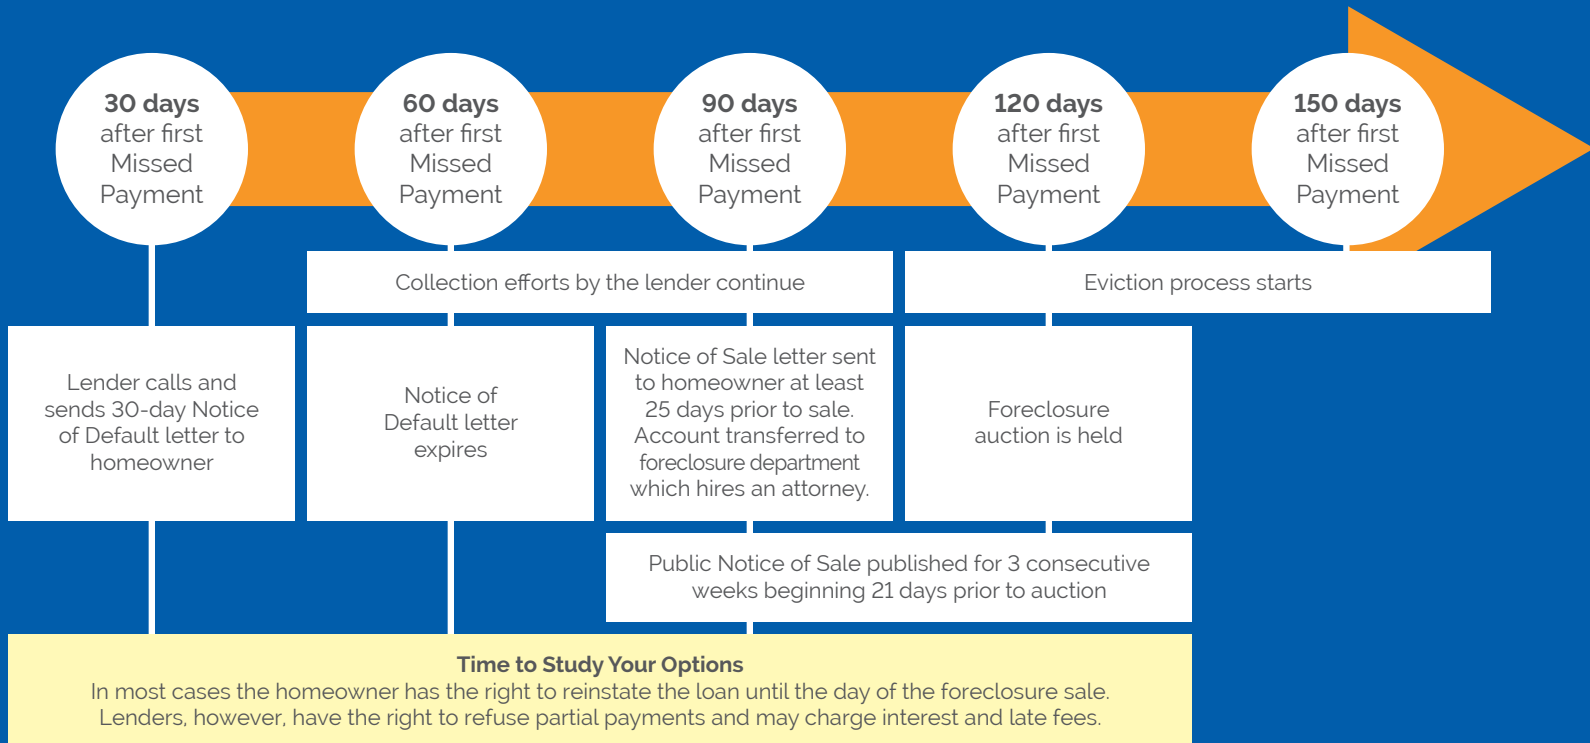 30 days
after first
Missed
Payment
60 days
after first
Missed
Payment
90 days
after first
Missed
Payment
120 days
after first
Missed
Payment
150 days
after first
Missed
Payment
Collection efforts by the lender continue
Eviction process starts
Lender calls and
sends 30-day Notice
of Default letter to
homeowner
Notice of
Default letter
expires
Notice of Sale letter sent
to homeowner at least
25 days prior to sale.
Account transferred to
foreclosure department
which hires an attorney.
Foreclosure
auction is held
Public Notice of Sale published for 3 consecutive
weeks beginning 21 days prior to auction
Time to Study Your Options
In most cases the homeowner has the right to reinstate the loan until the day of the foreclosure sale.
Lenders, however, have the right to refuse partial payments and may charge interest and late fees.